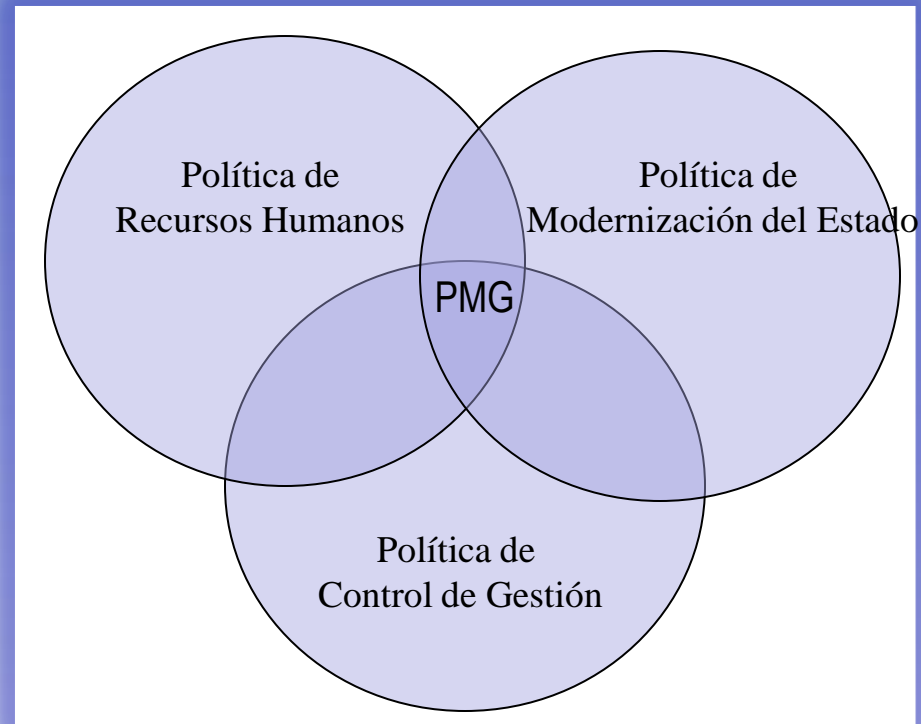 Política de
Recursos Humanos
Política de
Modernización del Estado
PMG
Política de
Control de Gestión